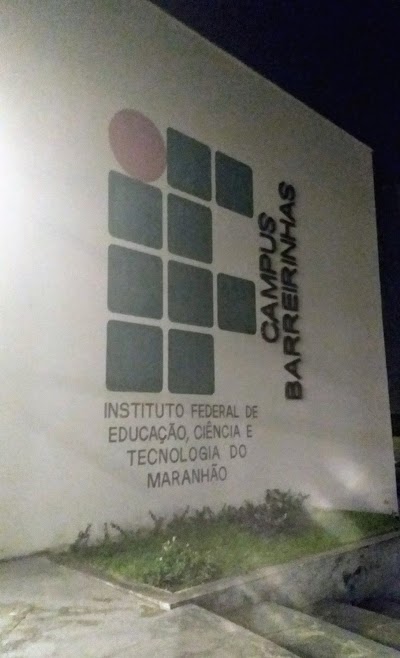 CAMPUS
BARREIRINHAS
INSTITUTO FEDERAL DE
EDUCAÇÃO, CIÊNCIA E
TECNOLOGIA DO
MARANHÃO